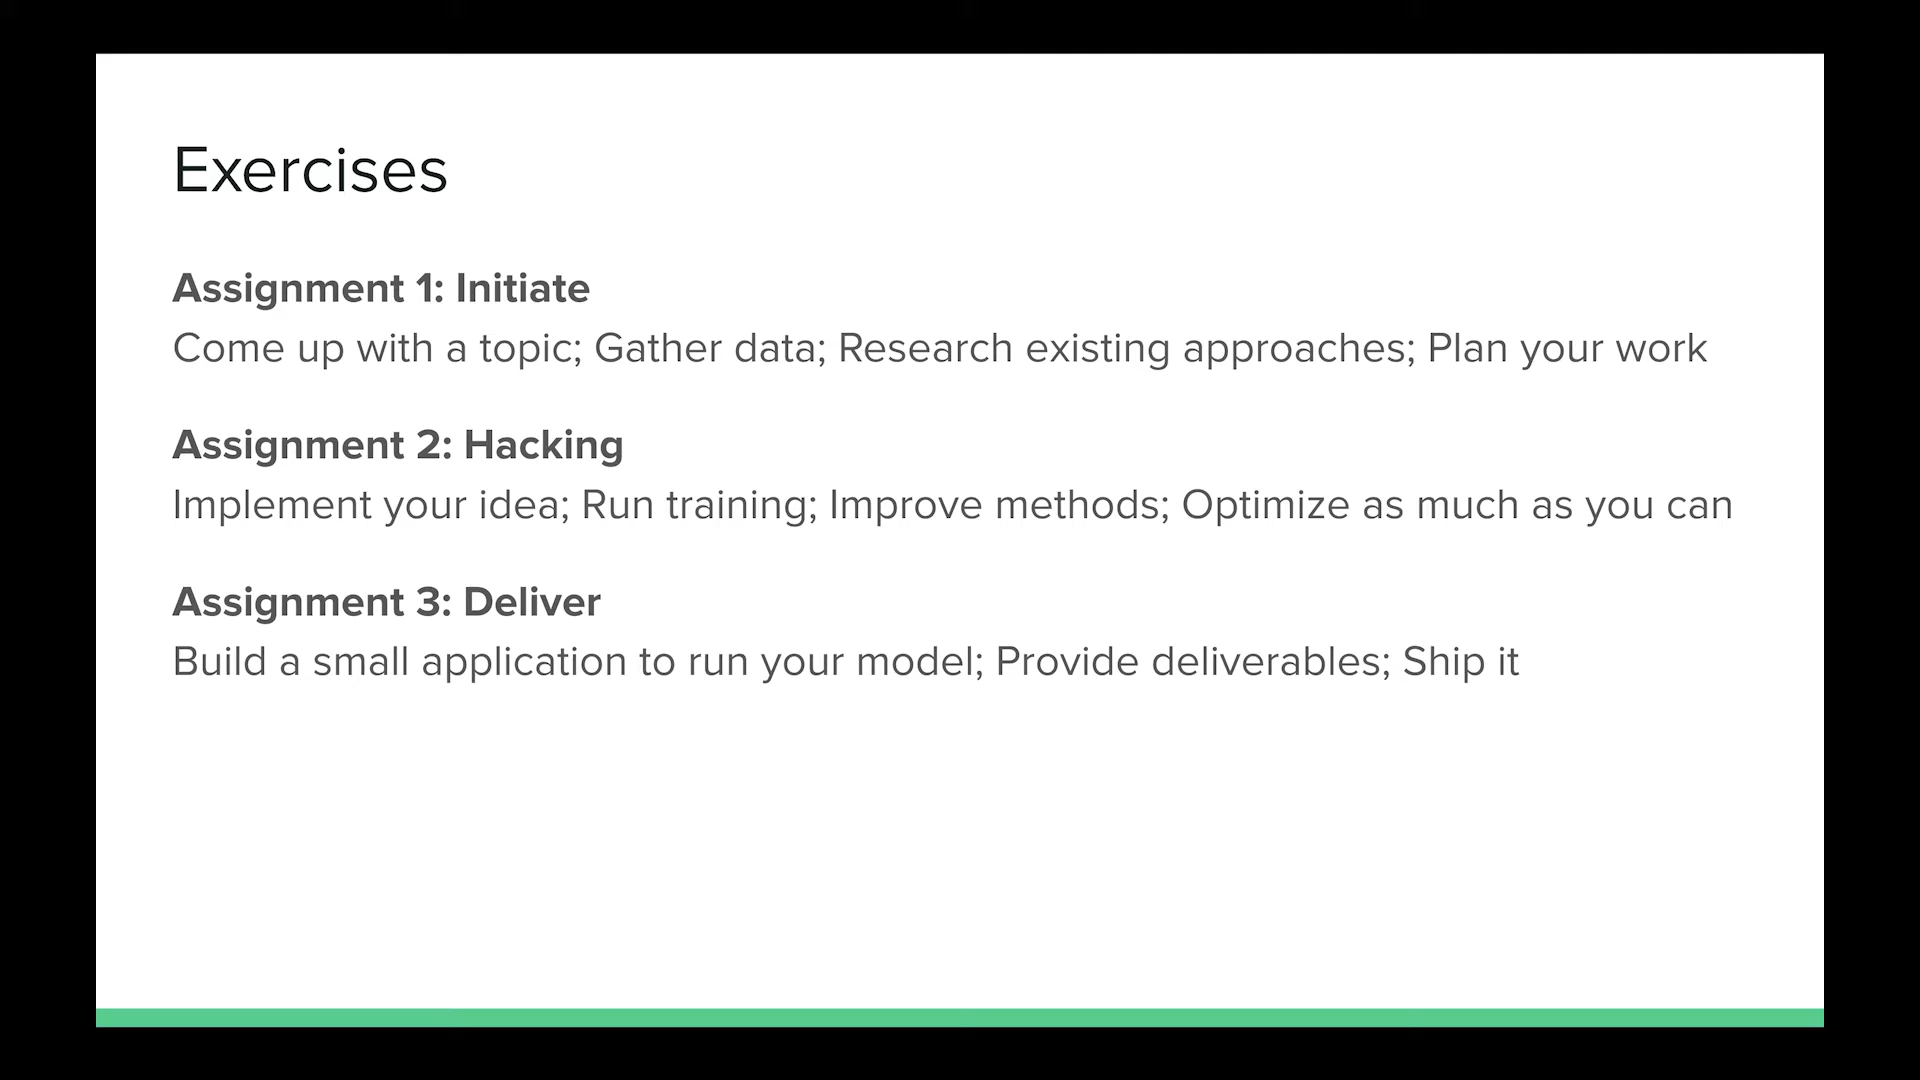 Exercises
Assignment 1: Initiate
Come up with a topic; Gather data; Research existing approaches; Plan your work
Assignment 2: Hacking
Implement your idea; Run training; Improve methods; Optimize as much as you can
Assignment 3: Deliver
Build a small application to run your model; Provide deliverables; Ship it